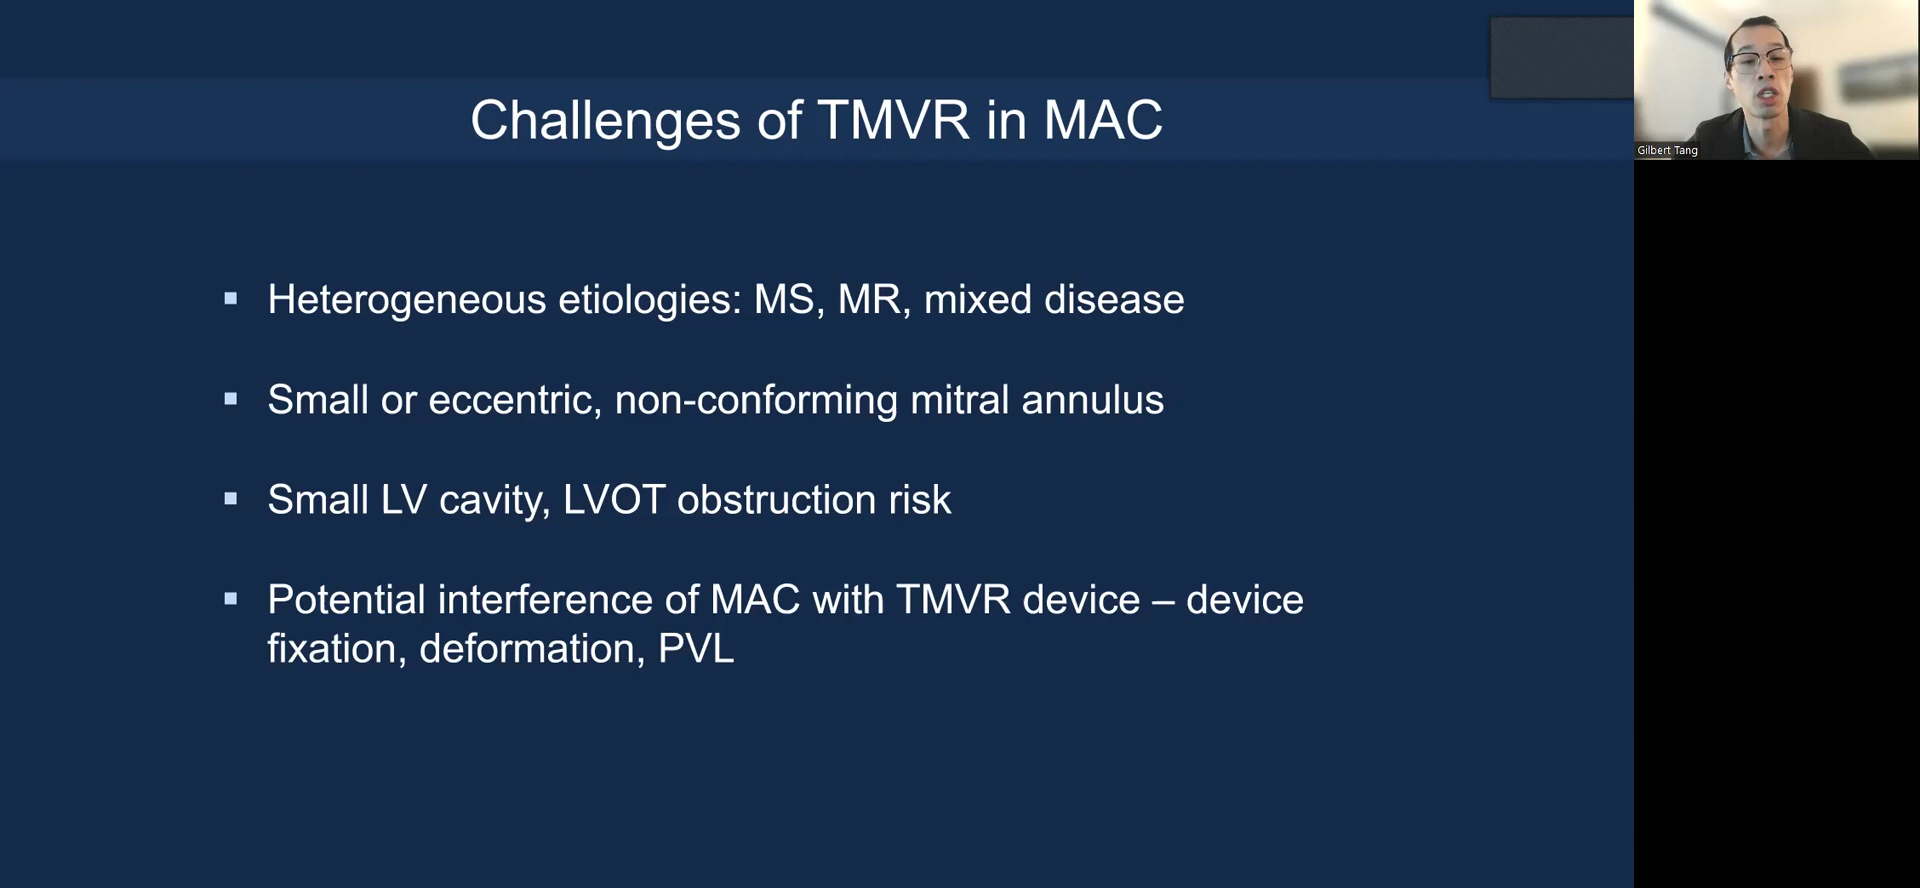 Challenges of TMVR in MAC
Gilbert Tang
▪ Heterogeneous etiologies: MS, MR, mixed disease
▪ Small or eccentric, non-conforming mitral annulus
▪ Small LV cavity, LVOT obstruction risk
▪ Potential interference of MAC with TMVR device – device
fixation, deformation, PVL